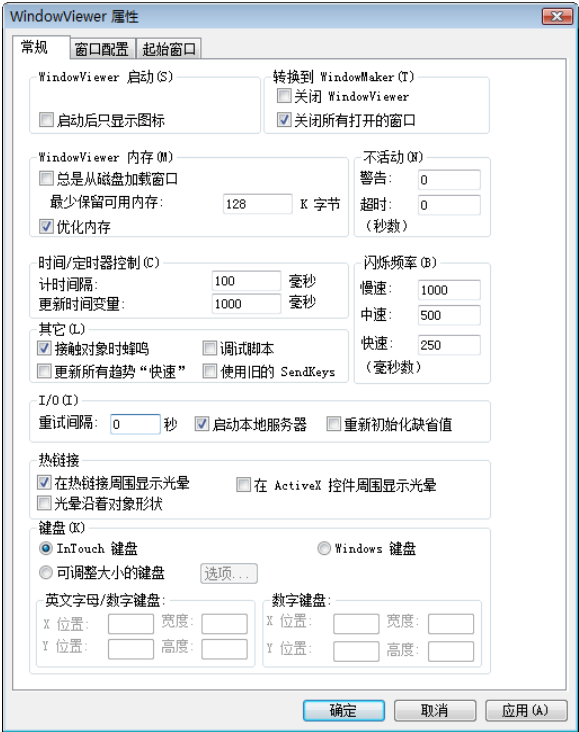 WindowViewer 属性
常规 窗口配置 起始窗口
WindowViewer 启动(S)
启动后只显示图标
转换到 WindowMaker(T)
关闭 WindowViewer
关闭所有打开的窗口
WindowViewer 内存(M)
总是从磁盘加载窗口
最少保留可用内存: 128 K 字节
优化内存
不活动(N)
警告: 0
超时: 0
(秒数)
时间/定时器控制(C)
计时间隔: 100 毫秒
更新时间变量: 1000 毫秒
闪烁频率(B)
慢速: 1000
中速: 500
快速: 250
(毫秒数)
其它(L)
接触对象时蜂鸣 调试脚本
更新所有趋势“快速” 使用旧的 SendKeys
I/O(I)
重试间隔: 0 秒 启动本地服务器 重新初始化缺省值
热链接
在热链接周围显示光晕 在 ActiveX 控件周围显示光晕
光晕沿着对象形状
键盘(K)
InTouch 键盘 Windows 键盘
可调整大小的键盘 选项...
英文字母/数字键盘:
X 位置: 宽度:
Y 位置: 高度:
数字键盘:
X 位置: 宽度:
Y 位置: 高度:
确定 取消 应用(A)